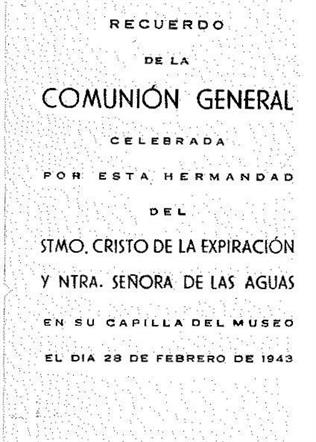 RECUERDO
DE LA
COMUNIÓN GENERAL
CELEBRADA
POR ESTA HERMANDAD
DEL
STMO. CRISTO DE LA EXPIRACIÓN
Y NTRA. SEÑORA DE LAS AGUAS
EN SU CAPILLA DEL MUSEO
EL DIA 28 DE FEBRERO DE 1943